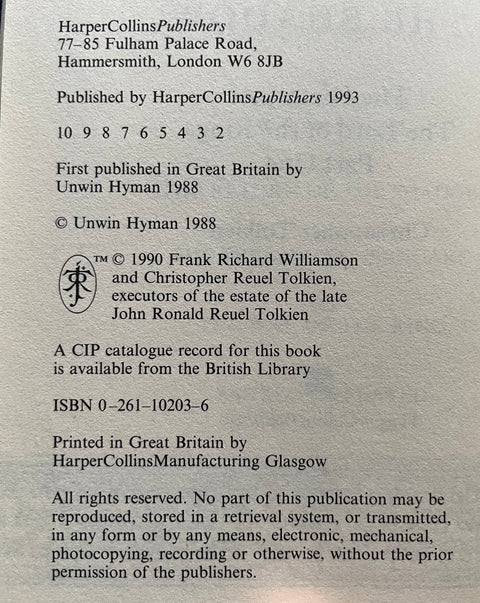 HarperCollinsPublishers
77–85 Fulham Palace Road,
Hammersmith, London W6 8JB
Published by HarperCollinsPublishers 1993
10 9 8 7 6 5 4 3 2
First published in Great Britain by
Unwin Hyman 1988
© Unwin Hyman 1988
™ © 1990 Frank Richard Williamson
and Christopher Reuel Tolkien,
executors of the estate of the late
John Ronald Reuel Tolkien
A CIP catalogue record for this book
is available from the British Library
ISBN 0–261–10203–6
Printed in Great Britain by
HarperCollinsManufacturing Glasgow
All rights reserved. No part of this publication may be
reproduced, stored in a retrieval system, or transmitted,
in any form or by any means, electronic, mechanical,
photocopying, recording or otherwise, without the prior
permission of the publishers.